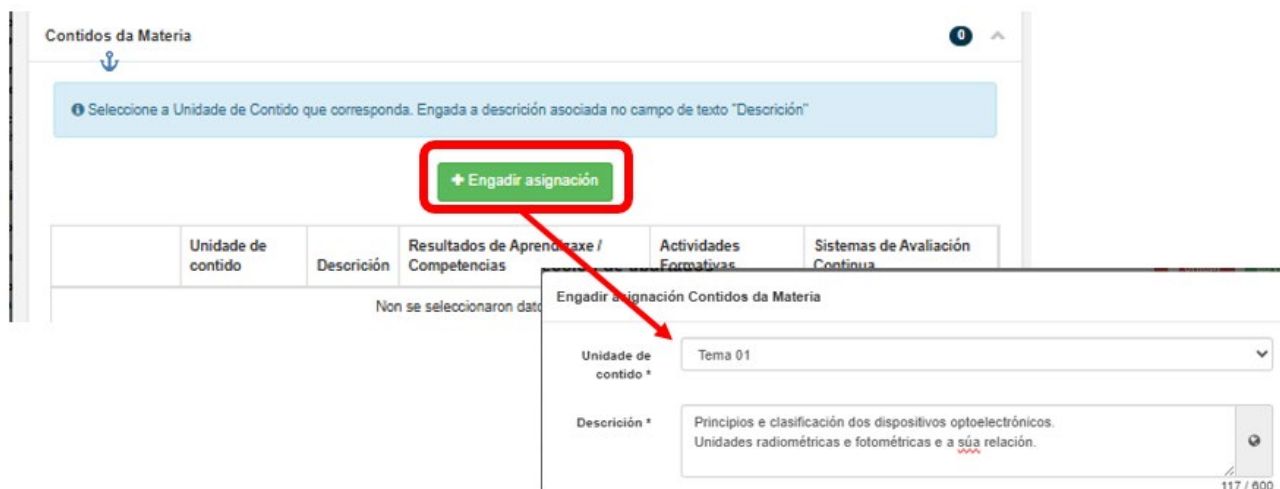 Contidos da Materia
0
Seleccione a Unidade de Contido que corresponda. Engada a descrición asociada no campo de texto "Descrición"
+ Engadir asignación
Unidade de contido
Descrición
Resultados de Aprendizaxe / Competencias
Actividades Formativas
Sistemas de Avaliación Continua
Non se seleccionaron dato
Engadir asignación Contidos da Materia
Unidade de contido *
Tema 01
Descrición *
Principios e clasificación dos dispositivos optoelectrónicos.
Unidades radiométricas e fotométricas e a súa relación.
117 / 600